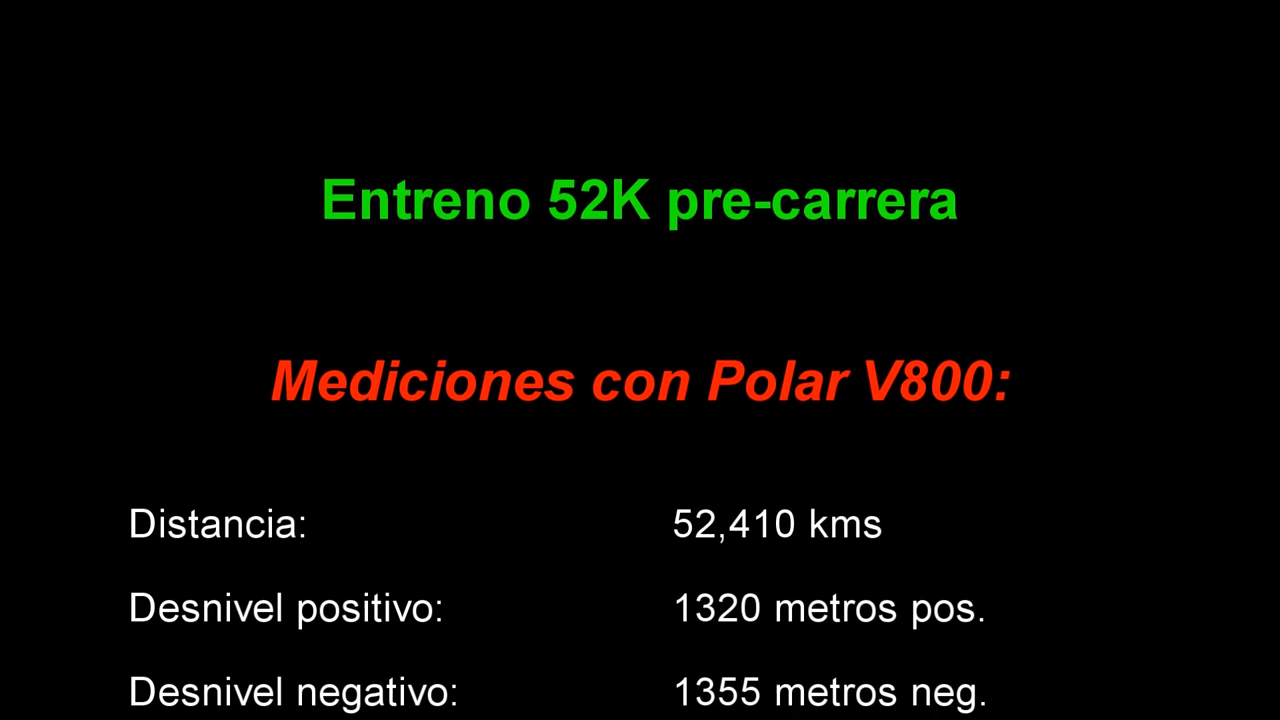 Entreno 52K pre-carrera
Mediciones con Polar V800:
Distancia: 52,410 kms
Desnivel positivo: 1320 metros pos.
Desnivel negativo: 1355 metros neg.